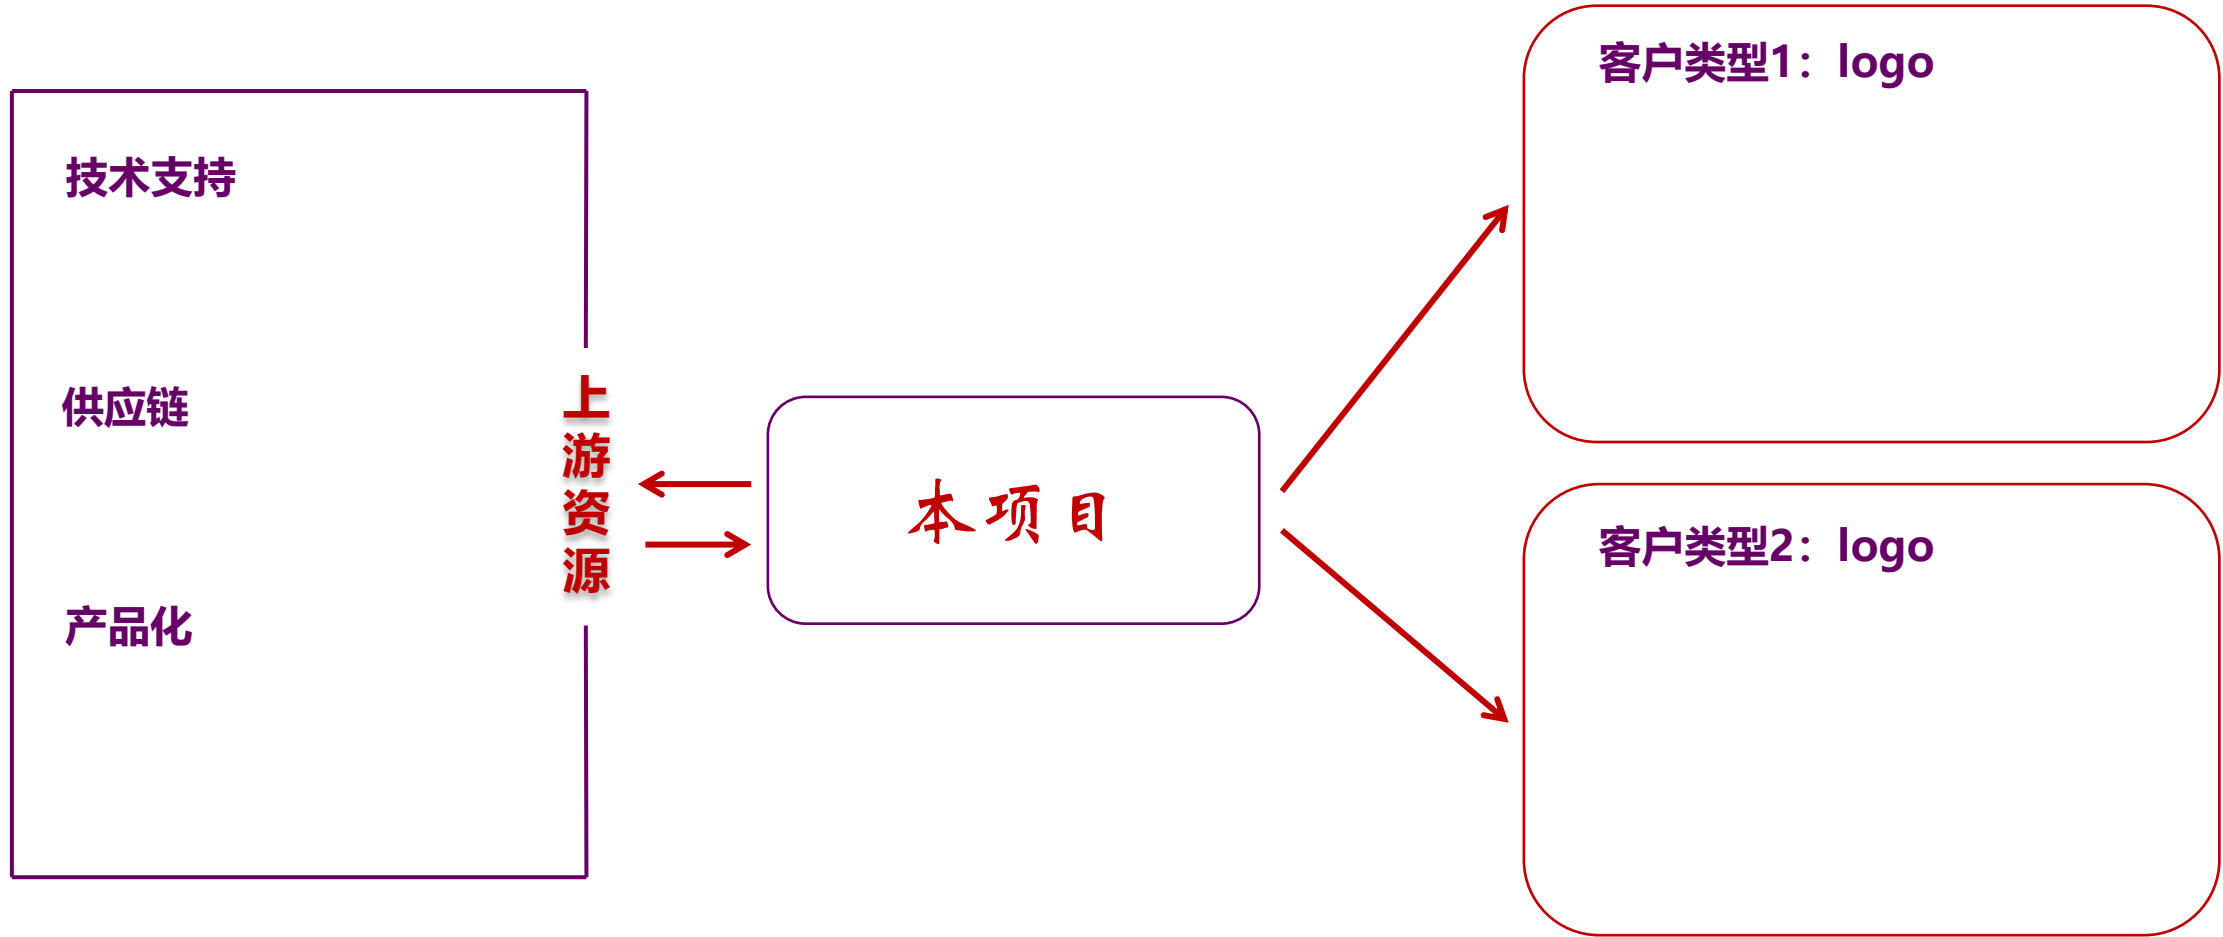 技术支持
供应链
产品化
上游资源
本项目
客户类型1：logo
客户类型2：logo